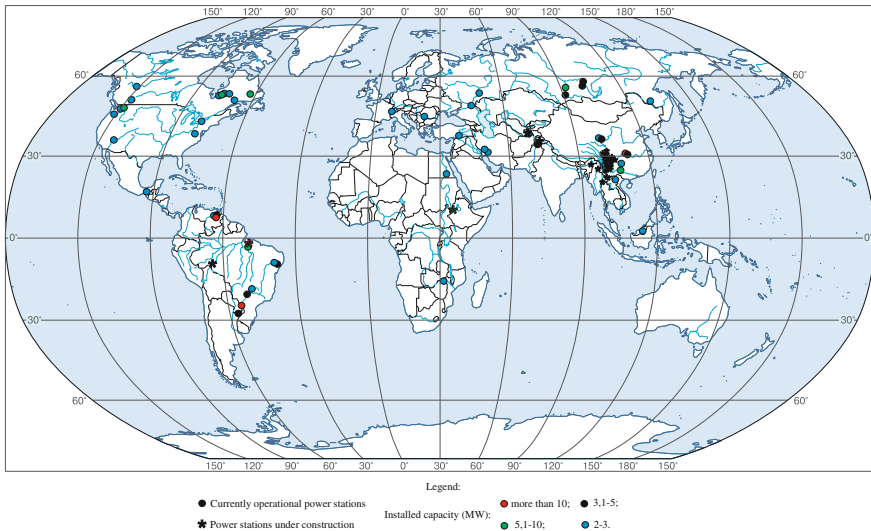 150° 120° 90° 60° 30° 0° 30° 60° 90° 120° 150°
60° 60°
30° 30°
0° 0°
30° 30°
60° 60°
150° 120° 90° 60° 30° 0° 30° 60° 90° 120° 150° 180° 150°
Legend:
Currently operational power stations
Power stations under construction
Installed capacity (MW):
more than 10; 3,1-5;
5,1-10; 2-3.